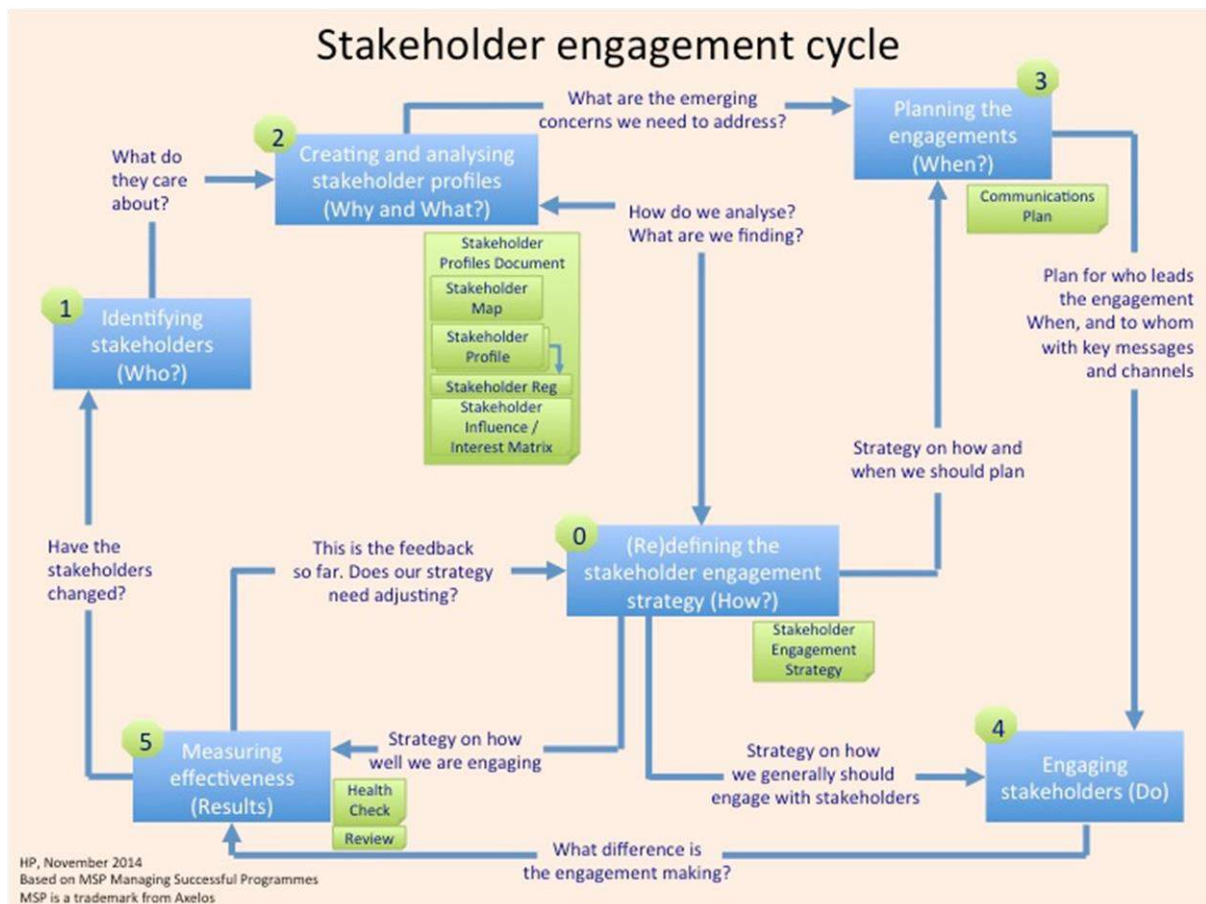 Stakeholder engagement cycle
3
What are the emerging
concerns we need to address?
Planning the
engagements
(When?)
2
Creating and analysing
stakeholder profiles
(Why and What?)
What do
they care
about?
Communications
Plan
How do we analyse?
What are we finding?
Stakeholder
Profiles Document
Stakeholder
Map
Stakeholder
Profile
Stakeholder Reg
Stakeholder
Influence /
Interest Matrix
1
Identifying
stakeholders
(Who?)
Plan for who leads
the engagement
When, and to whom
with key messages
and channels
Strategy on how and
when we should plan
0
(Re)defining the
stakeholder engagement
strategy (How?)
Have the
stakeholders
changed?
This is the feedback
so far. Does our strategy
need adjusting?
Stakeholder
Engagement
Strategy
5
Measuring
effectiveness
(Results)
Strategy on how
well we are engaging
Strategy on how
we generally should
engage with stakeholders
4
Engaging
stakeholders (Do)
Health
Check
Review
What difference is
the engagement making?
HP, November 2014
Based on MSP Managing Successful Programmes
MSP is a trademark from Axelos